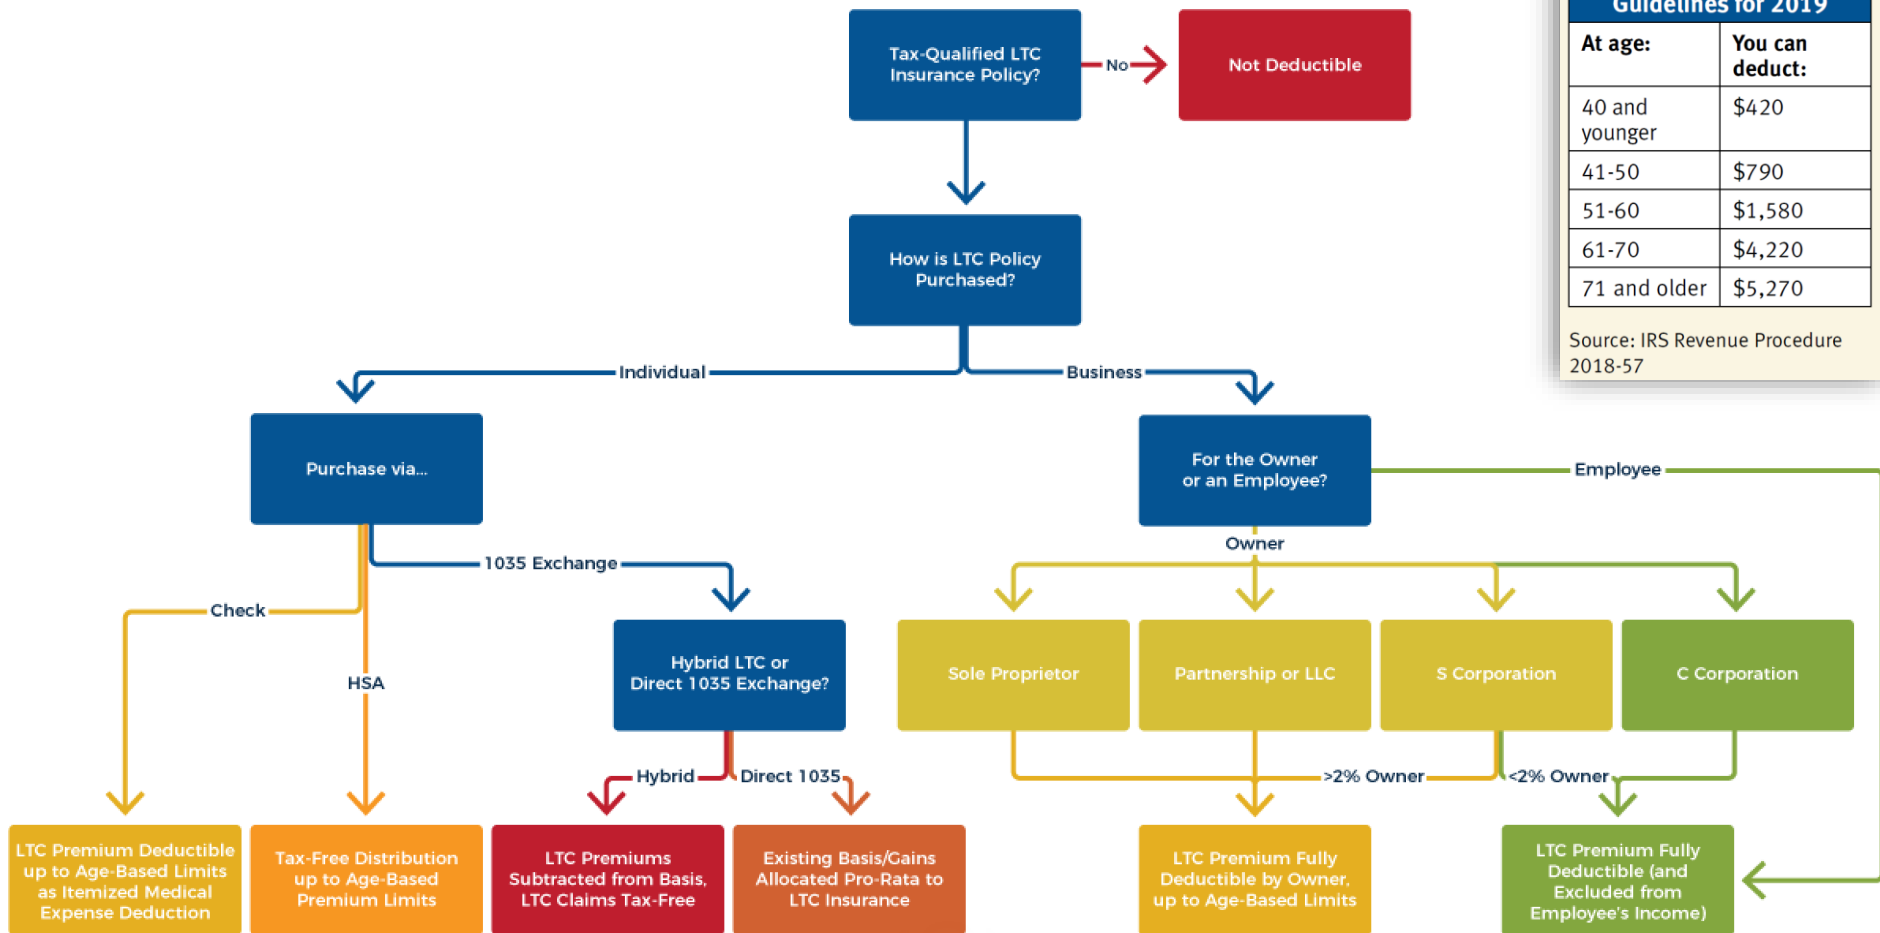 Guidelines for 2019
At age:
You can
deduct:
40 and
younger
$420
41-50
$790
51-60
$1,580
61-70
$4,220
71 and older
$5,270
Source: IRS Revenue Procedure
2018-57
Tax-Qualified LTC
Insurance Policy?
No
Not Deductible
How is LTC Policy
Purchased?
Individual
Business
Purchase via...
For the Owner
or an Employee?
Employee
Owner
1035 Exchange
Check
HSA
Hybrid LTC or
Direct 1035 Exchange?
Sole Proprietor
Partnership or LLC
S Corporation
C Corporation
Hybrid
Direct 1035
>2% Owner
<2% Owner
LTC Premium Deductible
up to Age-Based Limits
as Itemized Medical
Expense Deduction
Tax-Free Distribution
up to Age-Based
Premium Limits
LTC Premiums
Subtracted from Basis,
LTC Claims Tax-Free
Existing Basis/Gains
Allocated Pro-Rata to
LTC Insurance
LTC Premium Fully
Deductible by Owner,
up to Age-Based Limits
LTC Premium Fully
Deductible (and
Excluded from
Employee's Income)